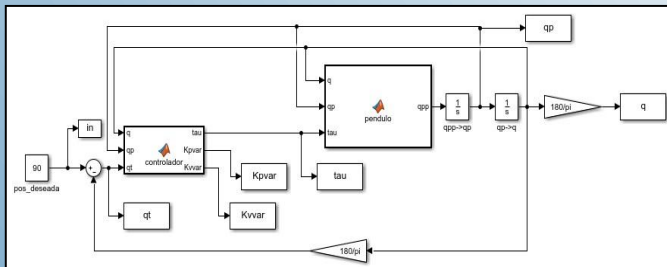 qp
in
q
qp
tau
pendulo
qpp
1
s
qpp->qp
1
s
qp->q
180/pi
q
90
pos_deseada
+
-
q
qp
qt
controlador
tau
Kpvar
Kvvar
Kpvar
tau
qt
Kvvar
180/pi